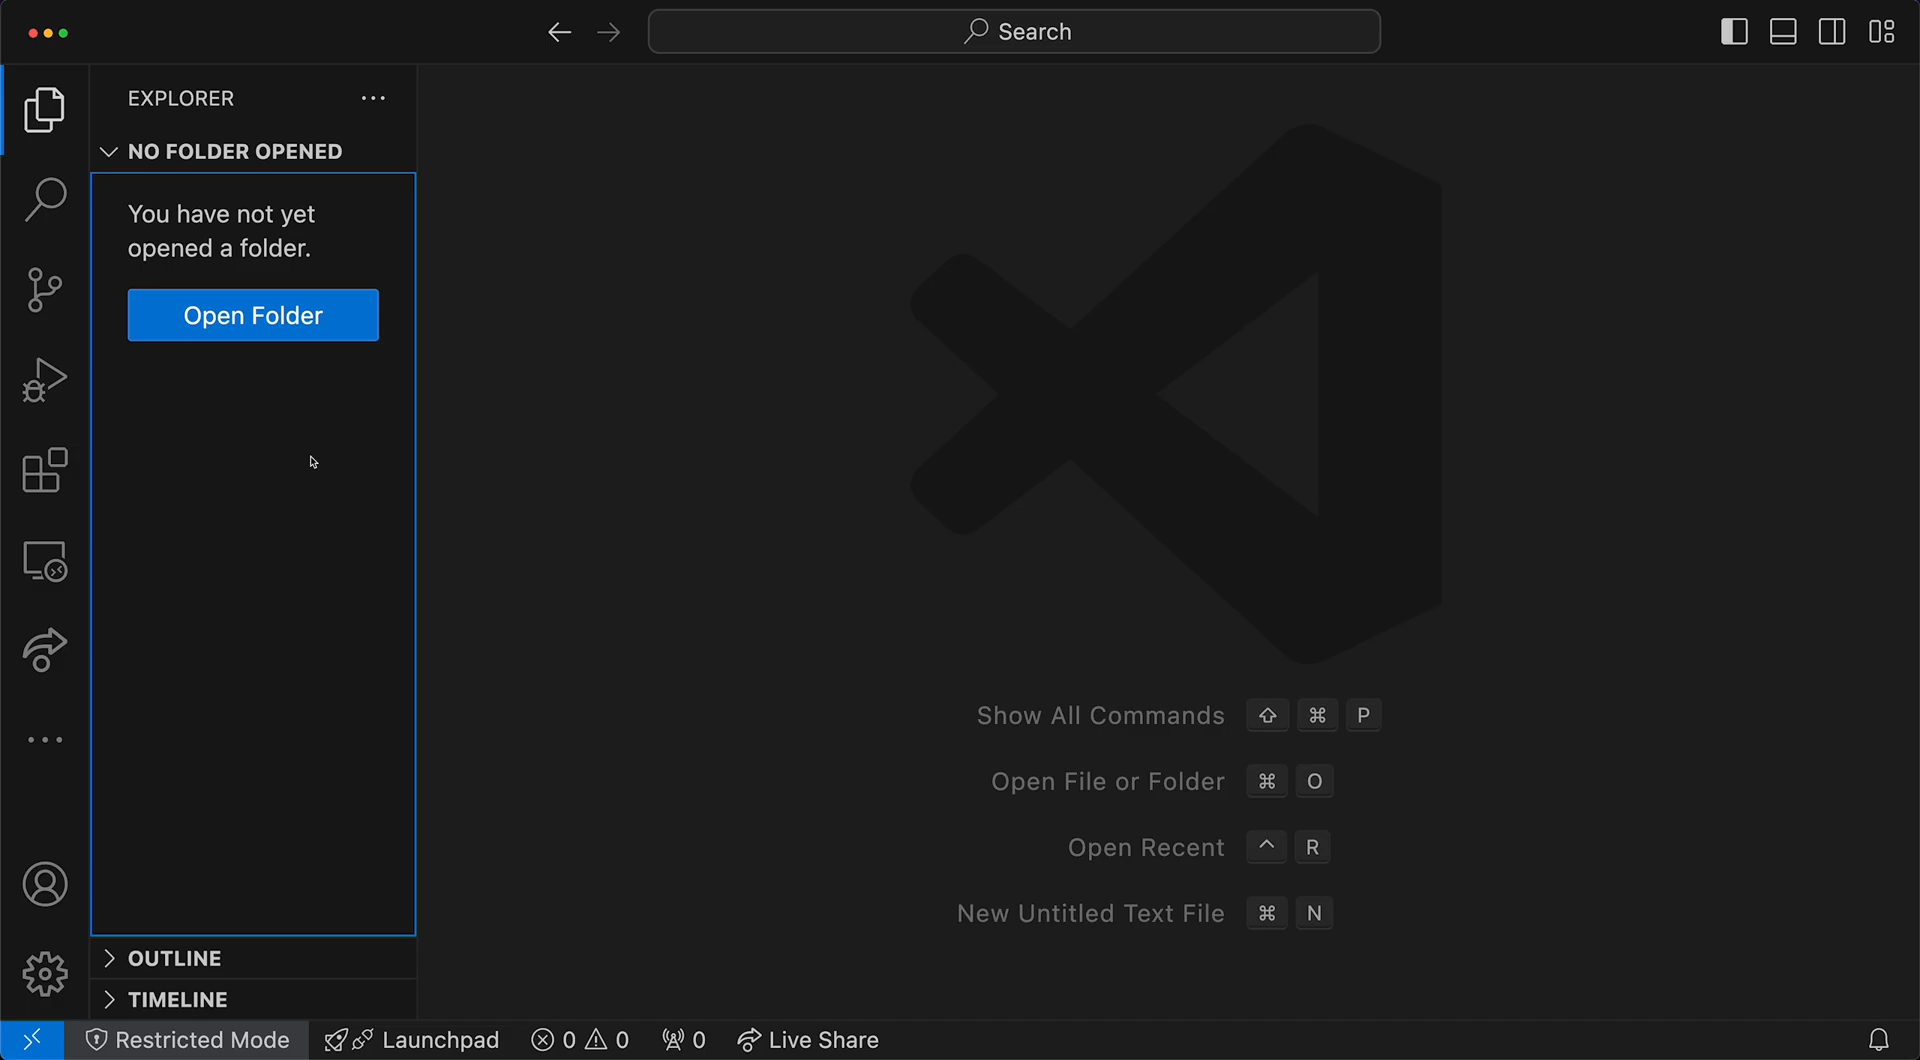 Search
EXPLORER
NO FOLDER OPENED
You have not yet
opened a folder.
Open Folder
Show All Commands ⇧ ⌘ P
Open File or Folder ⌘ O
Open Recent ^ R
New Untitled Text File ⌘ N
OUTLINE
TIMELINE
Restricted Mode Launchpad 0 0 0 Live Share